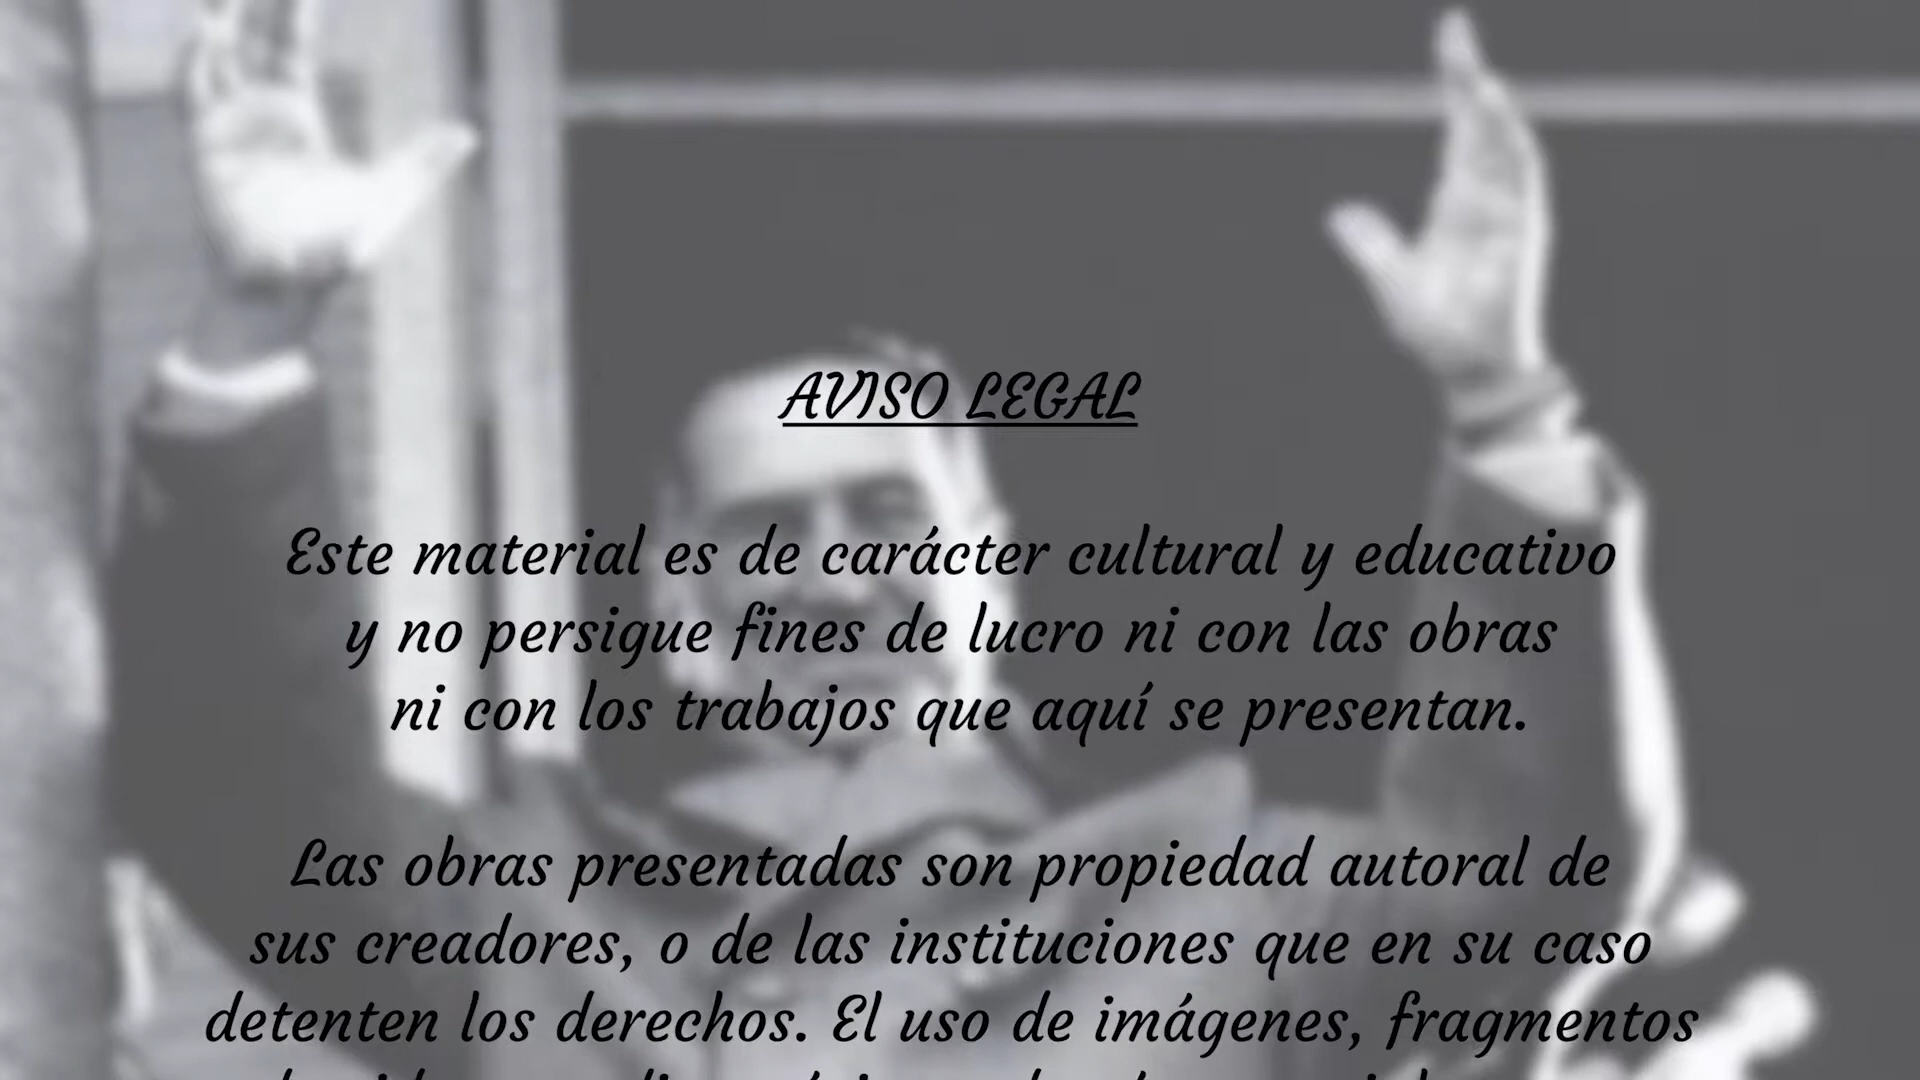 AVISO LEGAL
Este material es de carácter cultural y educativo
y no persigue fines de lucro ni con las obras
ni con los trabajos que aquí se presentan.
Las obras presentadas son propiedad autoral de
sus creadores, o de las instituciones que en su caso
detenten los derechos. El uso de imágenes, fragmentos